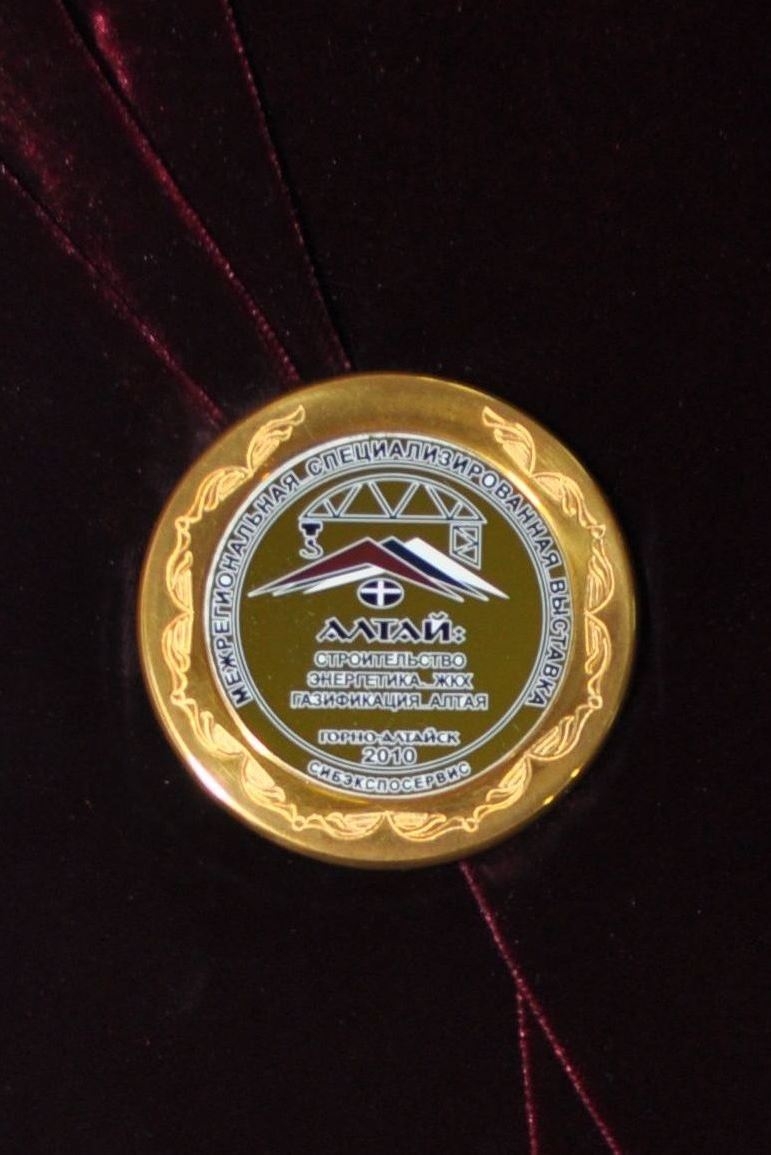 МЕЖРЕГИОНАЛЬНАЯ СПЕЦИАЛИЗИРОВАННАЯ ВЫСТАВКА
АЛТАЙ:
СТРОИТЕЛЬСТВО
ЭНЕРГЕТИКА. ЖКХ
ГАЗИФИКАЦИЯ АЛТАЯ
ГОРНО-АЛТАЙСК
2010
СИБЭКСПОСЕРВИС